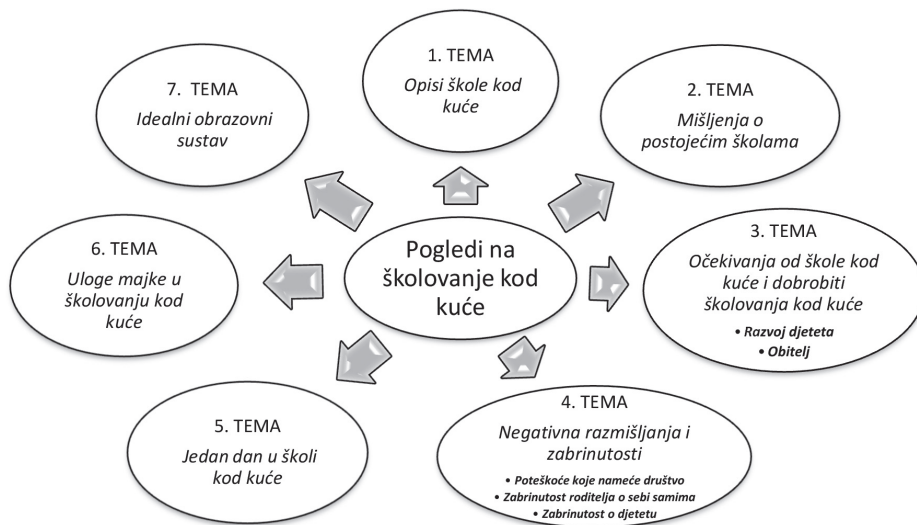 Pogledi na
školovanje kod
kuće
1. TEMA
Opisi škole kod
kuće
2. TEMA
Mišljenja o
postojećim školama
3. TEMA
Očekivanja od škole kod
kuće i dobrobiti
školovanja kod kuće
• Razvoj djeteta
• Obitelj
4. TEMA
Negativna razmišljanja i
zabrinutosti
• Poteškoće koje nameće društvo
• Zabrinutost roditelja o sebi samima
• Zabrinutost o djetetu
5. TEMA
Jedan dan u školi
kod kuće
6. TEMA
Uloge majke u
školovanju kod
kuće
7. TEMA
Idealni obrazovni
sustav